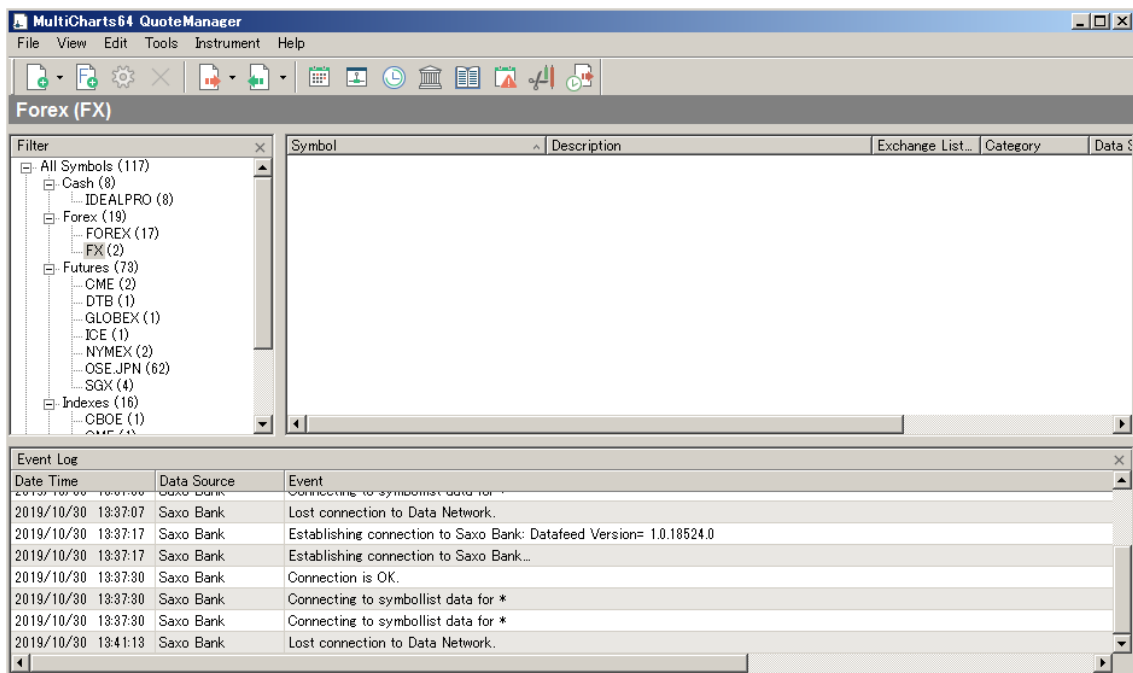 MultiCharts64 QuoteManager
File View Edit Tools Instrument Help
Forex (FX)
Filter
All Symbols (117)
Cash (8)
IDEALPRO (8)
Forex (19)
FOREX (17)
FX (2)
Futures (73)
CME (2)
DTB (1)
GLOBEX (1)
ICE (1)
NYMEX (2)
OSE.JPN (62)
SGX (4)
Indexes (16)
CBOE (1)
Symbol Description Exchange List... Category Data S
Event Log
Date Time Data Source Event
Saxo Bank Connecting to symbollist data for *
2019/10/30 13:37:07 Saxo Bank Lost connection to Data Network.
2019/10/30 13:37:17 Saxo Bank Establishing connection to Saxo Bank: Datafeed Version= 1.0.18524.0
2019/10/30 13:37:17 Saxo Bank Establishing connection to Saxo Bank...
2019/10/30 13:37:30 Saxo Bank Connection is OK.
2019/10/30 13:37:30 Saxo Bank Connecting to symbollist data for *
2019/10/30 13:37:30 Saxo Bank Connecting to symbollist data for *
2019/10/30 13:41:13 Saxo Bank Lost connection to Data Network.